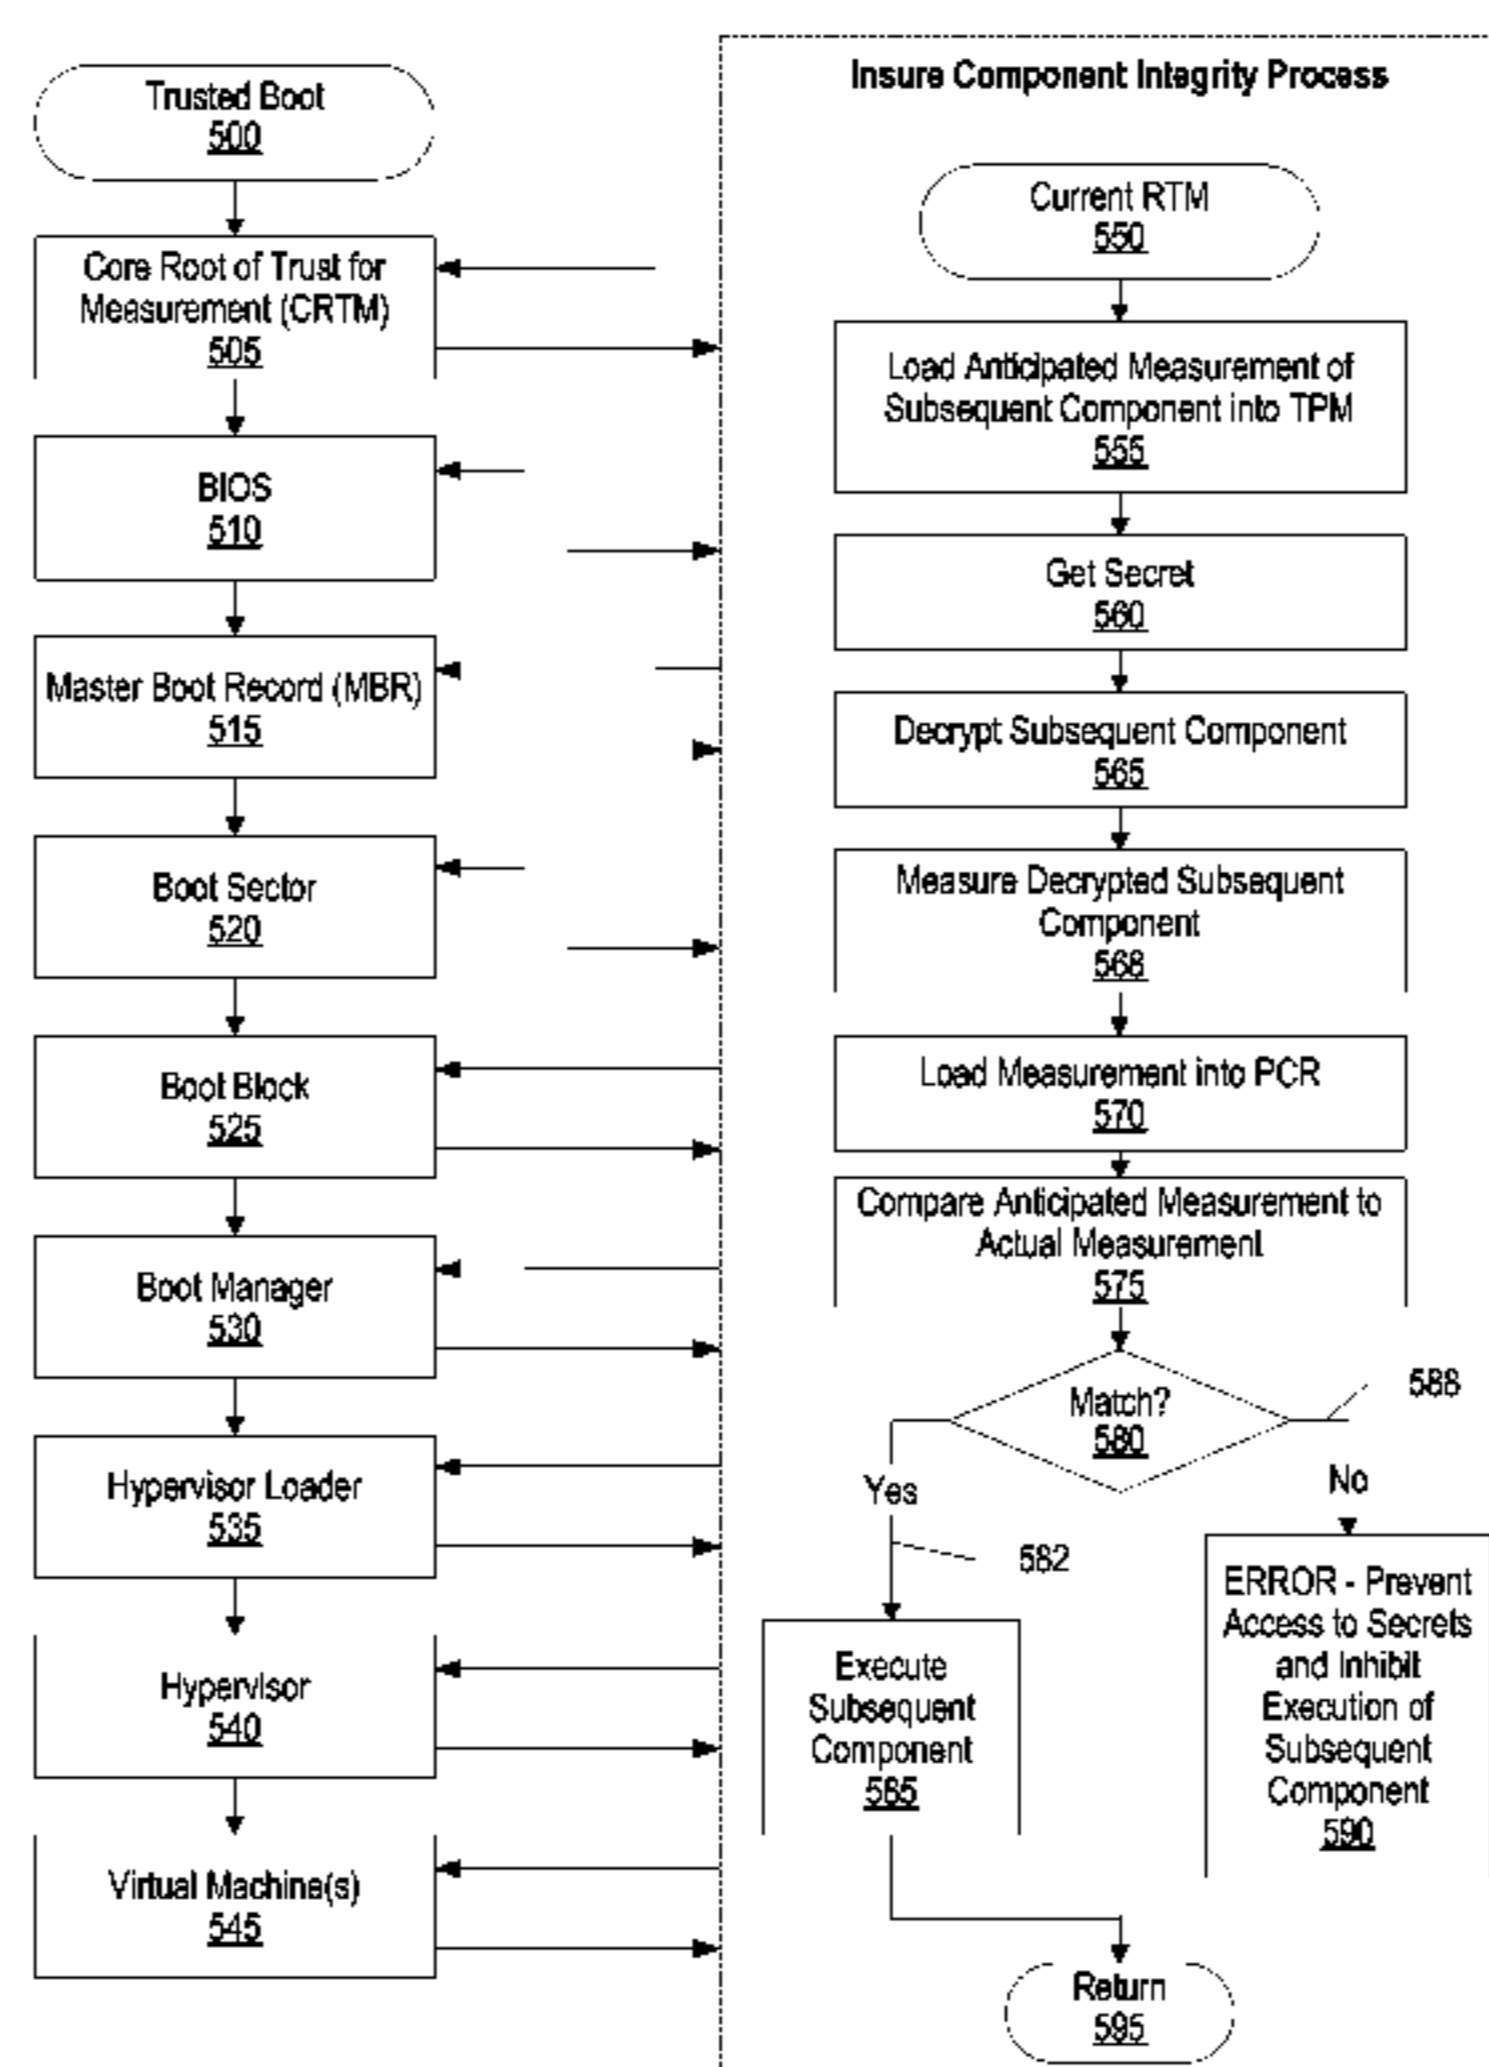 Trusted Boot
500
Core Root of Trust for
Measurement (CRTM)
505
BIOS
510
Master Boot Record (MBR)
515
Boot Sector
520
Boot Block
525
Boot Manager
530
Hypervisor Loader
535
Hypervisor
540
Virtual Machine(s)
545
Insure Component Integrity Process
Current RTM
550
Load Anticipated Measurement of
Subsequent Component into TPM
555
Get Secret
560
Decrypt Subsequent Component
565
Measure Decrypted Subsequent
Component
568
Load Measurement into PCR
570
Compare Anticipated Measurement to
Actual Measurement
575
Match?
580
588
Yes
No
582
Execute
Subsequent
Component
585
ERROR - Prevent
Access to Secrets
and Inhibit
Execution of
Subsequent
Component
590
Return
595